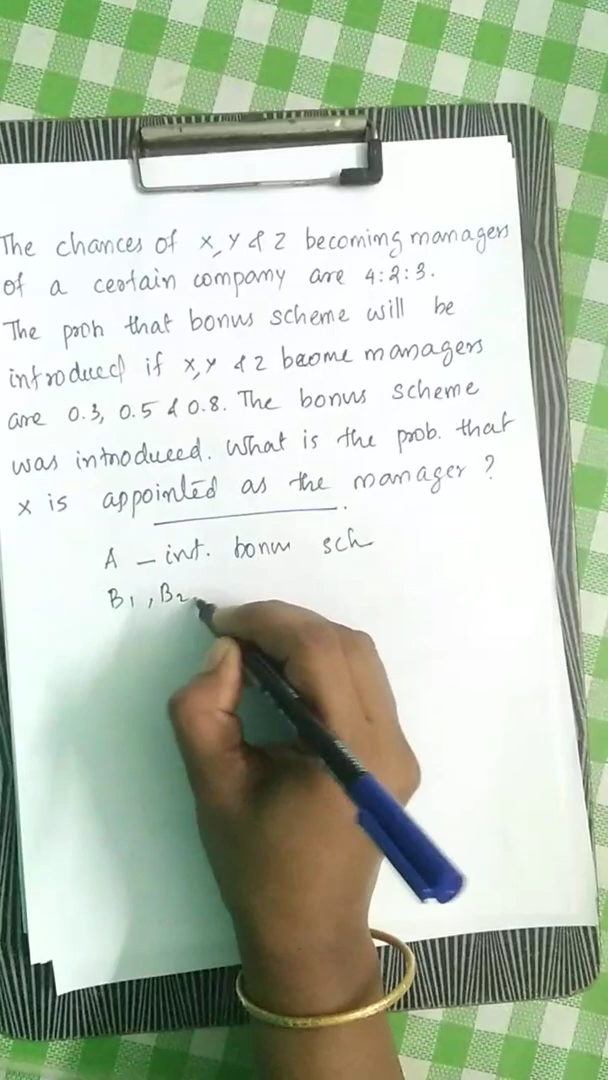 The chances of x, y & z becoming managers
of a certain company are 4:2:3.
The prob that bonus scheme will be
introduced if x, y & z become managers
are 0.3, 0.5 & 0.8. The bonus scheme
was introduced. What is the prob. that
x is appointed as the manager ?
A – int. bonus sch
B1, B2,